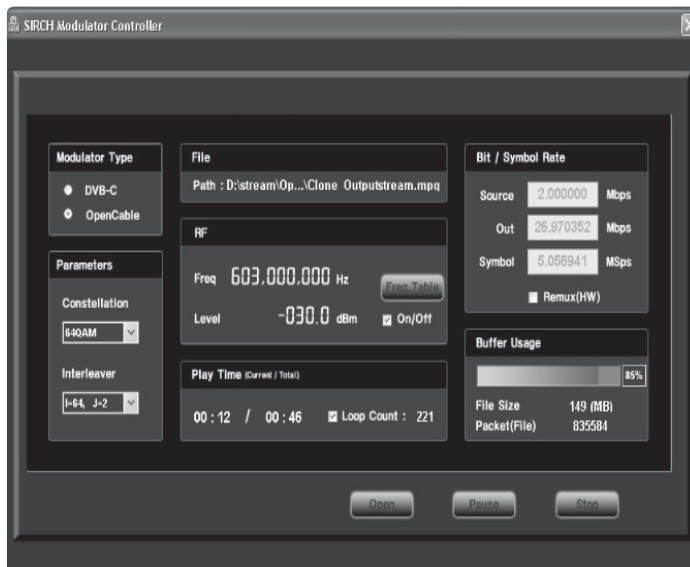 SIRCH Modulator Controller
Modulator Type
DVB-C
OpenCable
Parameters
Constellation
64QAM
Interleaver
I=64, J=2
File
Path : D:\stream\Op...\Clone Outputstream.mpq
RF
Freq 603,000,000 Hz
Freq.Table
Level -030.0 dBm On/Off
Play Time (Current / Total)
00 : 12 / 00 : 46 Loop Count : 221
Bit / Symbol Rate
Source 2.000000 Mbps
Out 26.970352 Mbps
Symbol 5.056941 MSps
Remux(HW)
Buffer Usage
85%
File Size 149 (MB)
Packet(File) 835584
Open Pause Stop